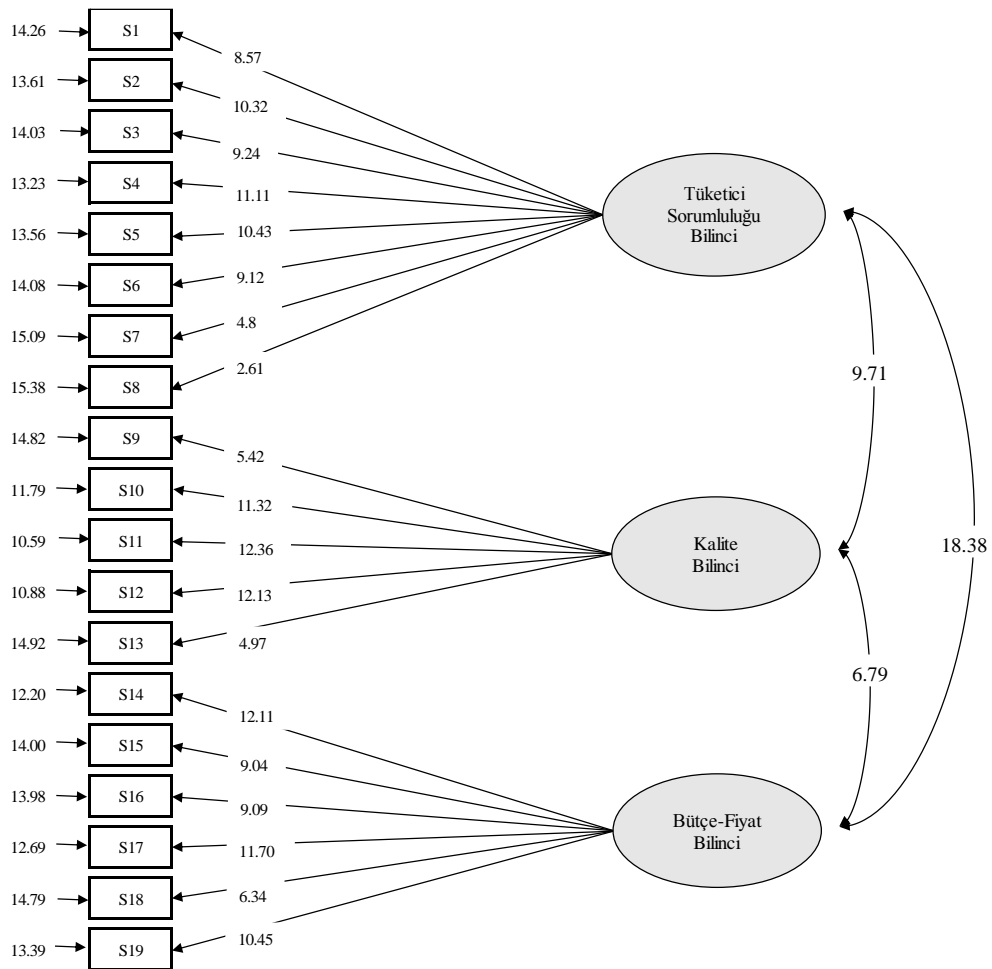 14.26 S1
8.57
13.61 S2
10.32
14.03 S3
9.24
13.23 S4
11.11
13.56 S5
10.43
14.08 S6
9.12
15.09 S7
4.8
15.38 S8
2.61
Tüketici
Sorumluluğu
Bilinci
14.82 S9
5.42
11.79 S10
11.32
10.59 S11
12.36
10.88 S12
12.13
14.92 S13
4.97
Kalite
Bilinci
12.20 S14
12.11
14.00 S15
9.04
13.98 S16
9.09
12.69 S17
11.70
14.79 S18
6.34
13.39 S19
10.45
Bütçe-Fiyat
Bilinci
9.71
18.38
6.79